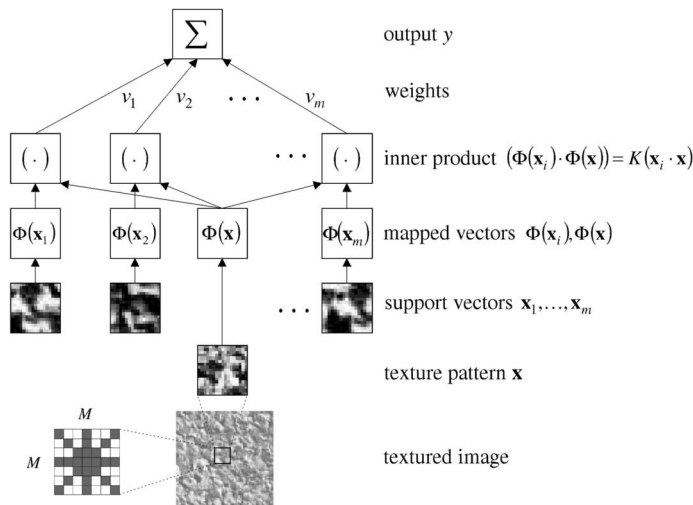 ∑ output y
v₁ v₂ ··· vₘ weights
(·) (·) ··· (·) inner product (Φ(xᵢ)·Φ(x))=K(xᵢ·x)
Φ(x₁) Φ(x₂) Φ(x) Φ(xₘ) mapped vectors Φ(xᵢ),Φ(x)
··· support vectors x₁,...,xₘ
texture pattern x
M
M textured image